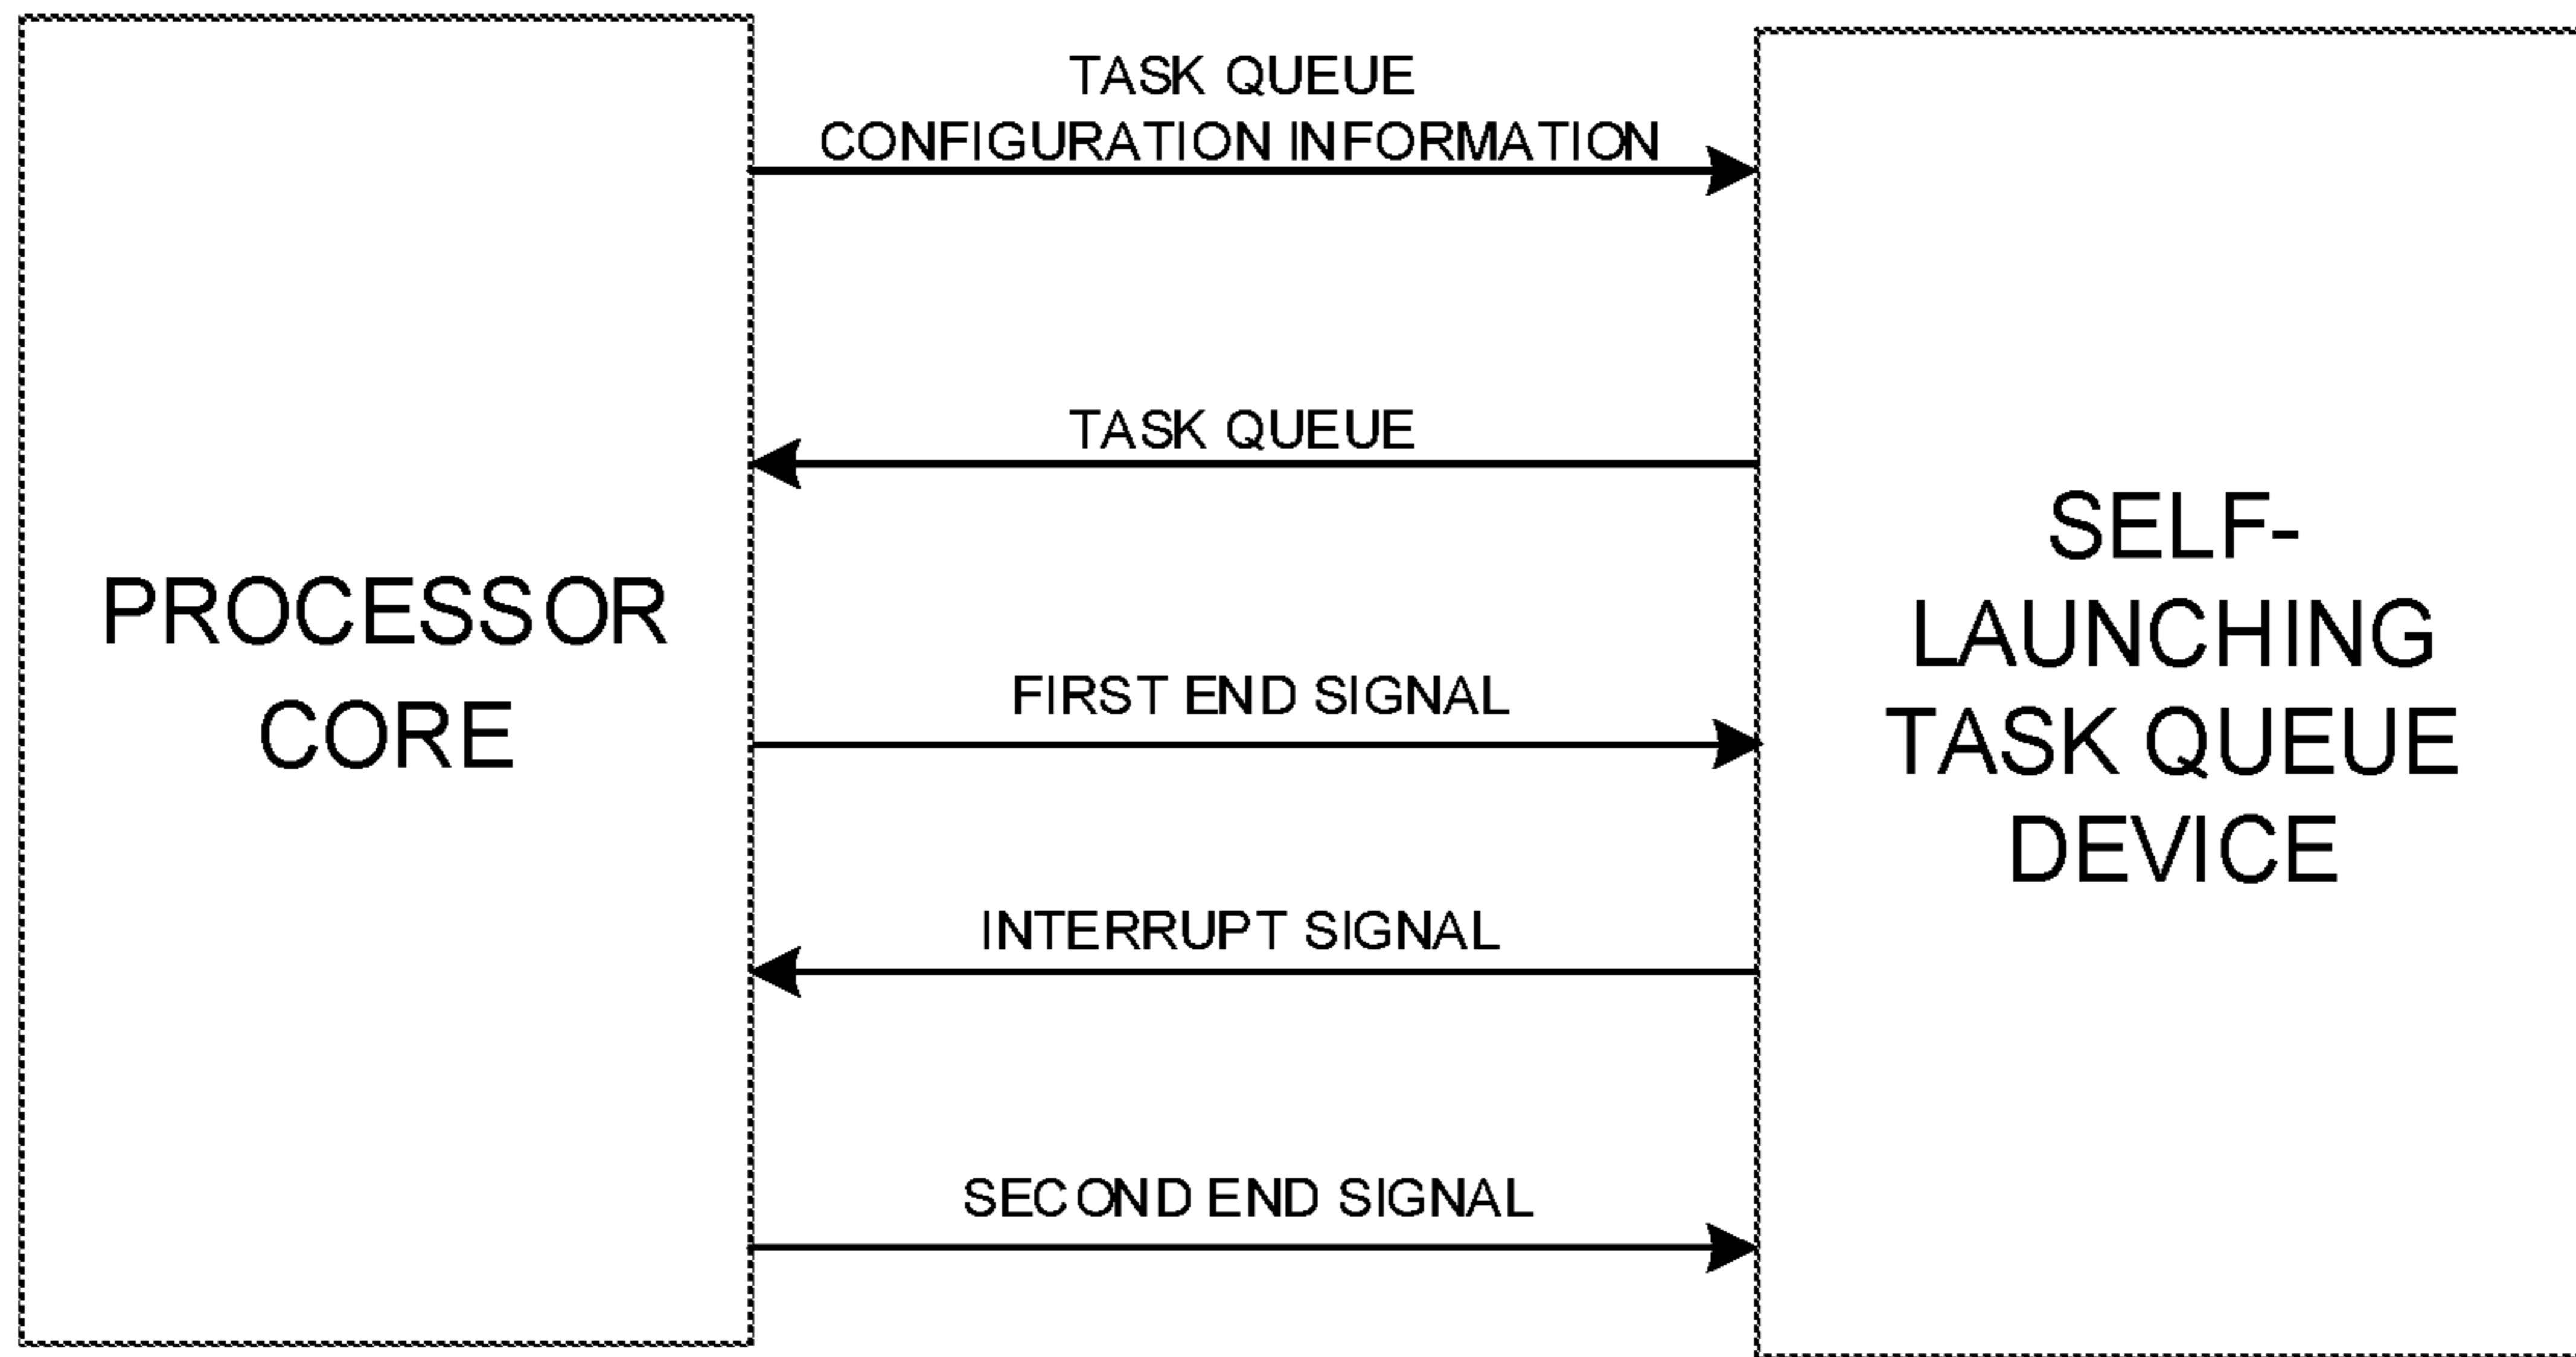 PROCESSOR
CORE
TASK QUEUE
CONFIGURATION INFORMATION
TASK QUEUE
FIRST END SIGNAL
INTERRUPT SIGNAL
SECOND END SIGNAL
SELF-
LAUNCHING
TASK QUEUE
DEVICE